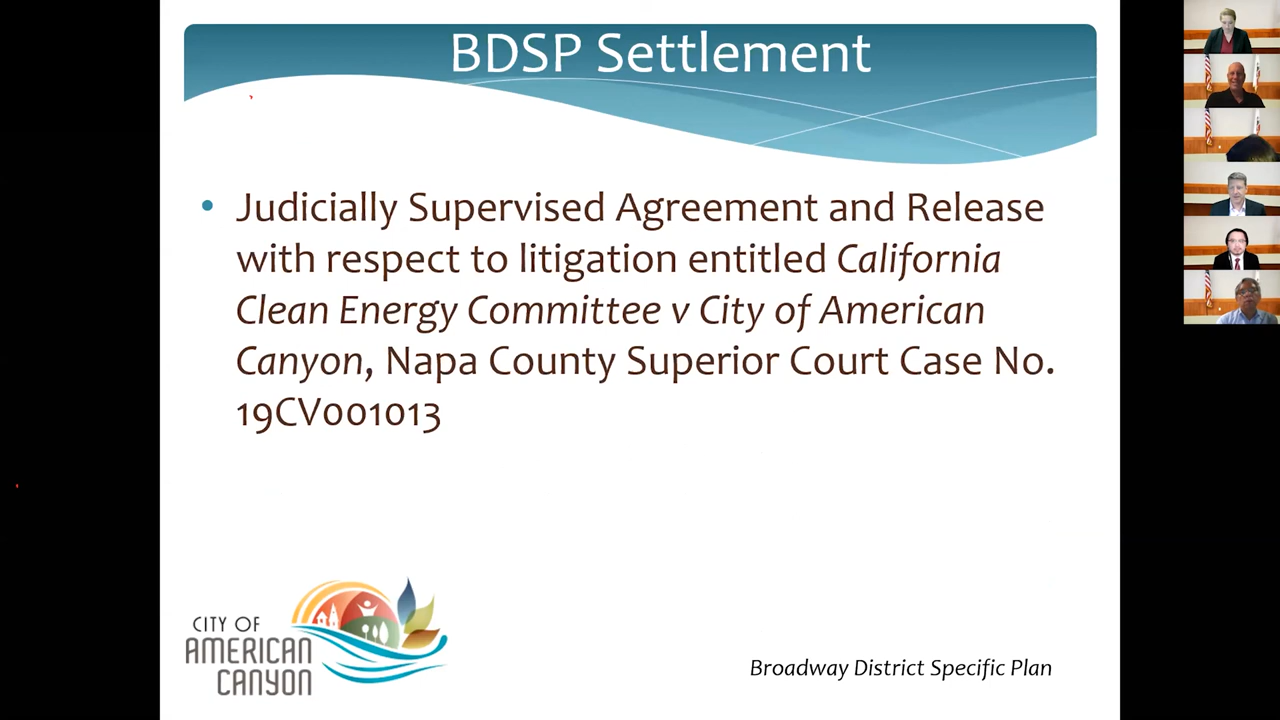 BDSP Settlement
• Judicially Supervised Agreement and Release
with respect to litigation entitled California
Clean Energy Committee v City of American
Canyon, Napa County Superior Court Case No.
19CV001013
CITY OF
AMERICAN
CANYON
Broadway District Specific Plan